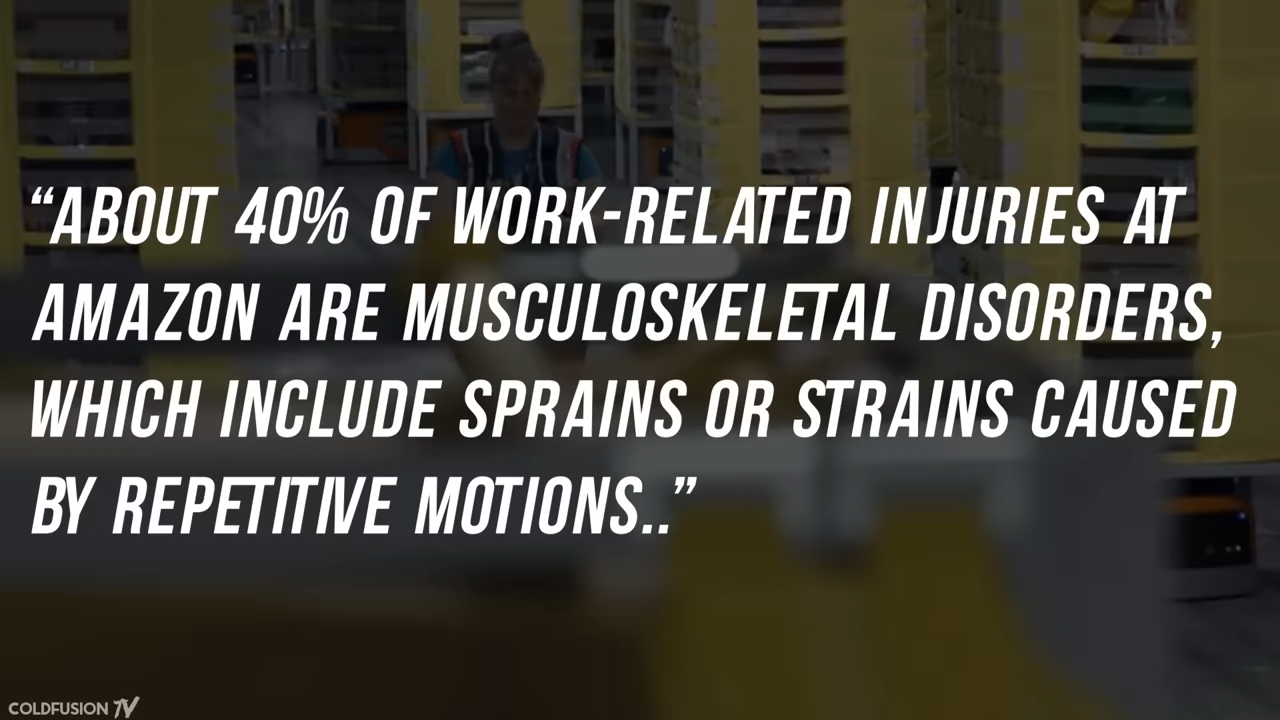 “ABOUT 40% OF WORK-RELATED INJURIES AT
AMAZON ARE MUSCULOSKELETAL DISORDERS,
WHICH INCLUDE SPRAINS OR STRAINS CAUSED
BY REPETITIVE MOTIONS..”
COLDFUSION TV